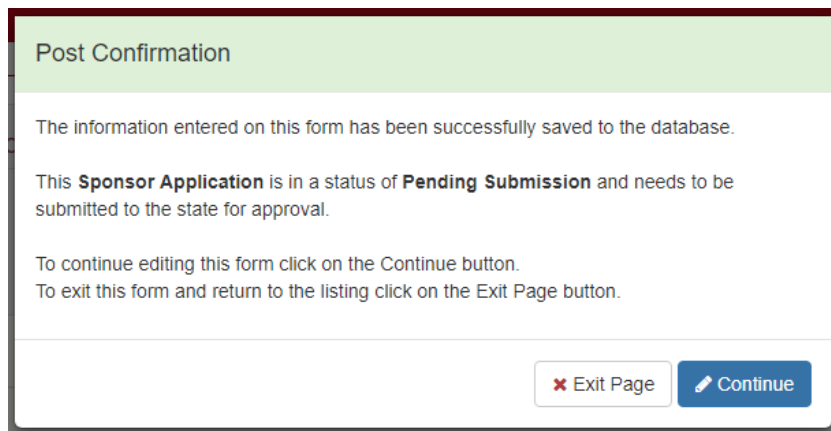 Post Confirmation
The information entered on this form has been successfully saved to the database.
This Sponsor Application is in a status of Pending Submission and needs to be
submitted to the state for approval.
To continue editing this form click on the Continue button.
To exit this form and return to the listing click on the Exit Page button.
Exit Page
Continue